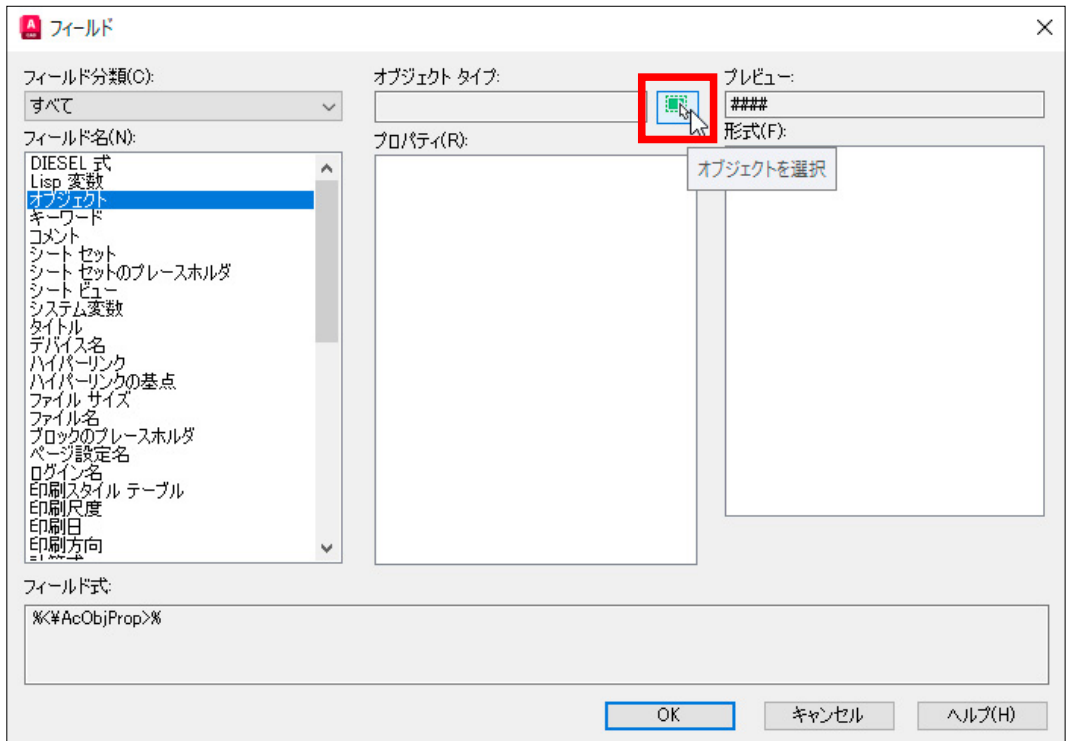 フィールド
フィールド分類(C):
すべて
フィールド名(N):
DIESEL 式
Lisp 変数
オブジェクト
キーワード
コメント
シート セット
シート セットのプレースホルダ
シート ビュー
システム変数
タイトル
デバイス名
ハイパーリンク
ハイパーリンクの基点
ファイル サイズ
ファイル名
ブロックのプレースホルダ
ページ設定名
ログイン名
印刷スタイル テーブル
印刷尺度
印刷日
印刷方向
オブジェクト タイプ:
プロパティ(R):
プレビュー:
####
形式(F):
オブジェクトを選択
フィールド式:
%<¥AcObjProp>%
OK
キャンセル
ヘルプ(H)